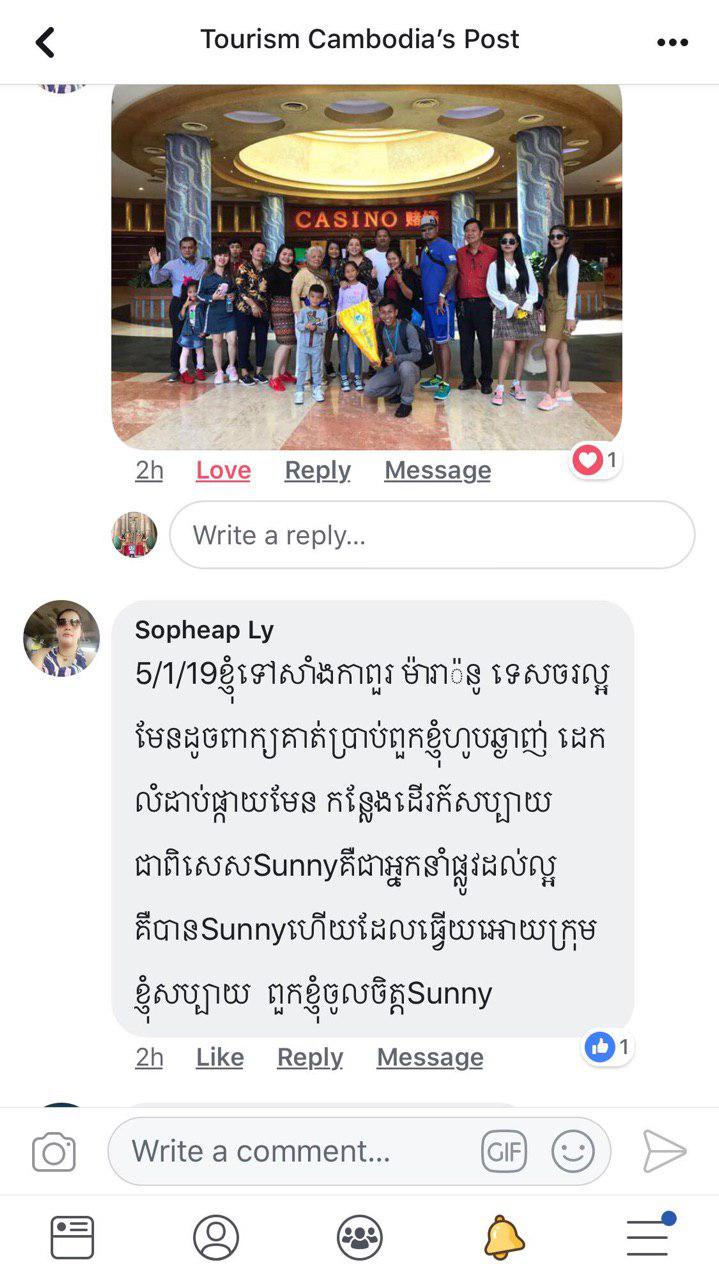 Tourism Cambodia's Post
CASINO 赌场
2h Love Reply Message 1
Write a reply...
Sopheap Ly
5/1/19ខ្ញុំទៅសាំងកាពួរ ម៉ារា៉នូ ទេសចរល្អ
មែនដូចពាក្យគាត់ប្រាប់ពួកខ្ញុំហូបឆ្ងាញ់ ដេក
លំដាប់ផ្កាយមែន កន្លែងដើរក៍សប្បាយ
ជាពិសេសSunnyគឺជាអ្នកនាំផ្លូវដល់ល្អ
គឺបានSunnyហើយដែលធ្វើយអោយក្រុម
ខ្ញុំសប្បាយ ពួកខ្ញុំចូលចិត្តSunny
2h Like Reply Message 1
Write a comment... GIF